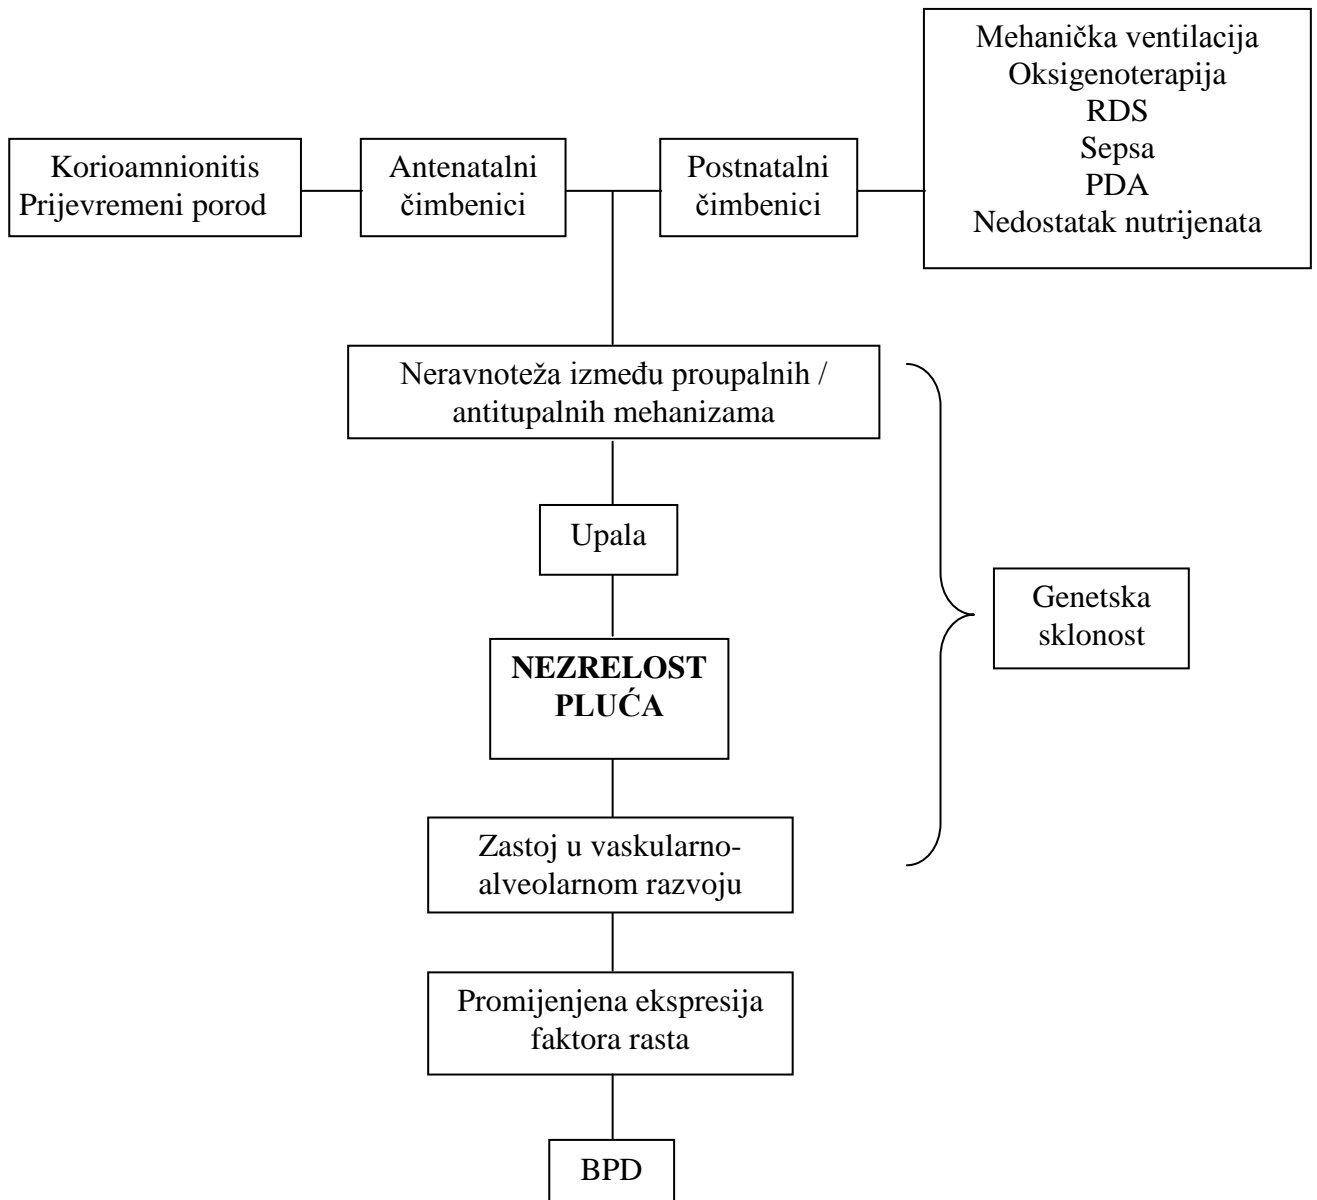 Korioamnionitis
Prijevremeni porod
Antenatalni
čimbenici
Postnatalni
čimbenici
Mehanička ventilacija
Oksigenoterapija
RDS
Sepsa
PDA
Nedostatak nutrijenata
Neravnoteža između proupalnih /
antitupalnih mehanizama
Upala
NEZRELOST
PLUĆA
Genetska
sklonost
Zastoj u vaskularno-
alveolarnom razvoju
Promijenjena ekspresija
faktora rasta
BPD